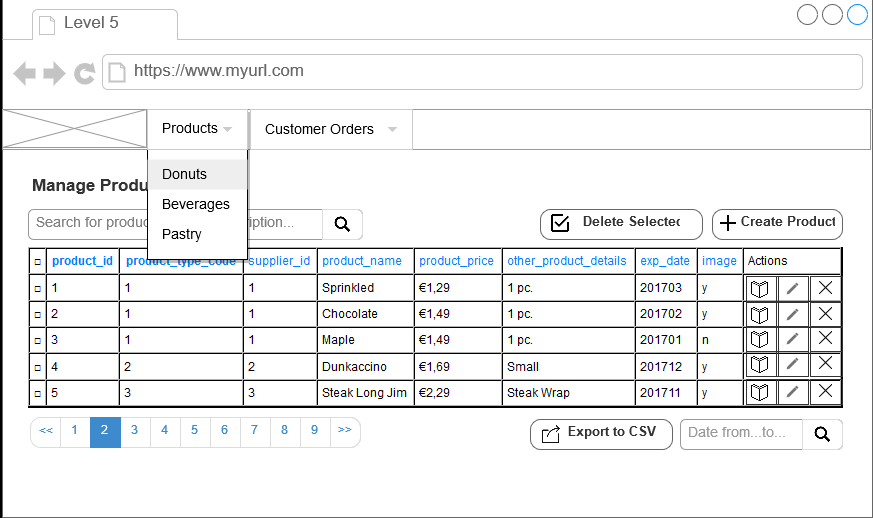 Level 5
https://www.myurl.com
Products Customer Orders
Donuts
Beverages
Pastry
Manage Produ
Search for produ iption...
Delete Selected
Create Product
product_id product_type_code supplier_id product_name product_price other_product_details exp_date image Actions
1 1 1 Sprinkled €1,29 1 pc. 201703 y
2 1 1 Chocolate €1,49 1 pc. 201702 y
3 1 1 Maple €1,49 1 pc. 201701 n
4 2 2 Dunkaccino €1,69 Small 201712 y
5 3 3 Steak Long Jim €2,29 Steak Wrap 201711 y
<< 1 2 3 4 5 6 7 8 9 >>
Export to CSV
Date from...to...